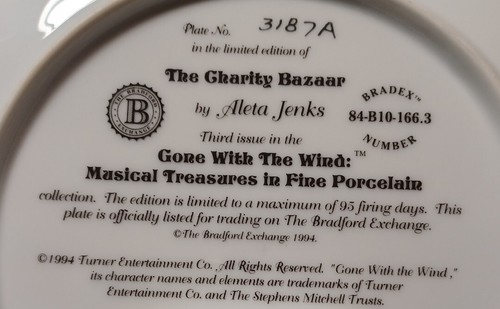 Plate No. 3187A
in the limited edition of
The Charity Bazaar
by Aleta Jenks
THE BRADFORD EXCHANGE
B
BRADEX™
84-B10-166.3
NUMBER
Third issue in the
Gone With The Wind:™
Musical Treasures in Fine Porcelain
collection. The edition is limited to a maximum of 95 firing days. This
plate is officially listed for trading on The Bradford Exchange.
©The Bradford Exchange 1994.
©1994 Turner Entertainment Co. All Rights Reserved. "Gone With the Wind,"
its character names and elements are trademarks of Turner
Entertainment Co. and The Stephens Mitchell Trusts.